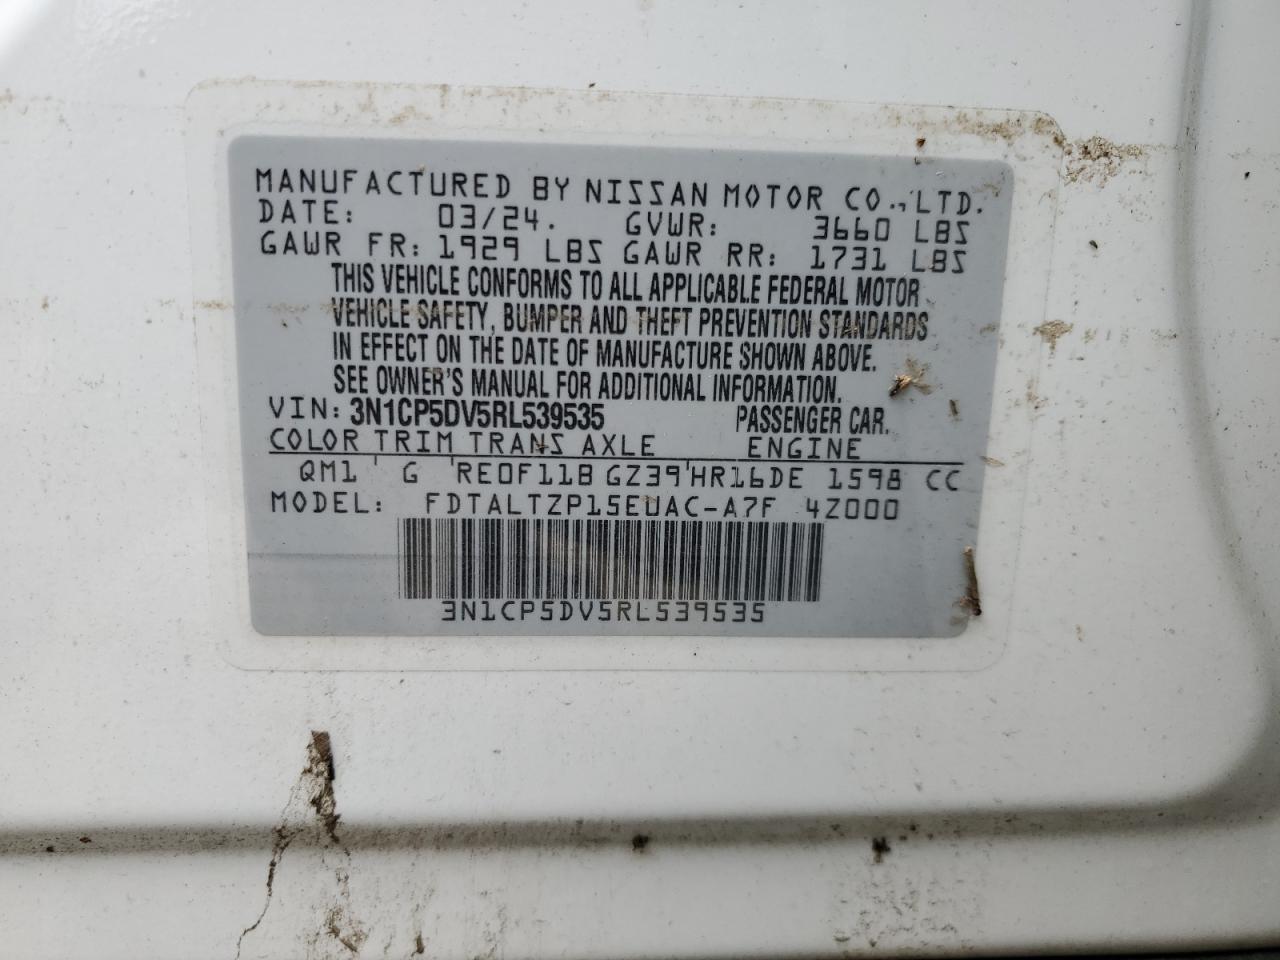 MANUFACTURED BY NISSAN MOTOR CO., LTD.
DATE: 03/24. GVWR: 3660 LBS
GAWR FR: 1929 LBS GAWR RR: 1731 LBS
THIS VEHICLE CONFORMS TO ALL APPLICABLE FEDERAL MOTOR
VEHICLE SAFETY, BUMPER AND THEFT PREVENTION STANDARDS
IN EFFECT ON THE DATE OF MANUFACTURE SHOWN ABOVE.
SEE OWNER'S MANUAL FOR ADDITIONAL INFORMATION.
VIN: 3N1CP5DV5RL539535 PASSENGER CAR.
COLOR TRIM TRANS AXLE ENGINE
QM1 ' G ' RE0F11B GZ39'HR16DE 1598 CC
MODEL: FDTALTZP15EUAC-A7F 4Z000
3N1CP5DV5RL539535